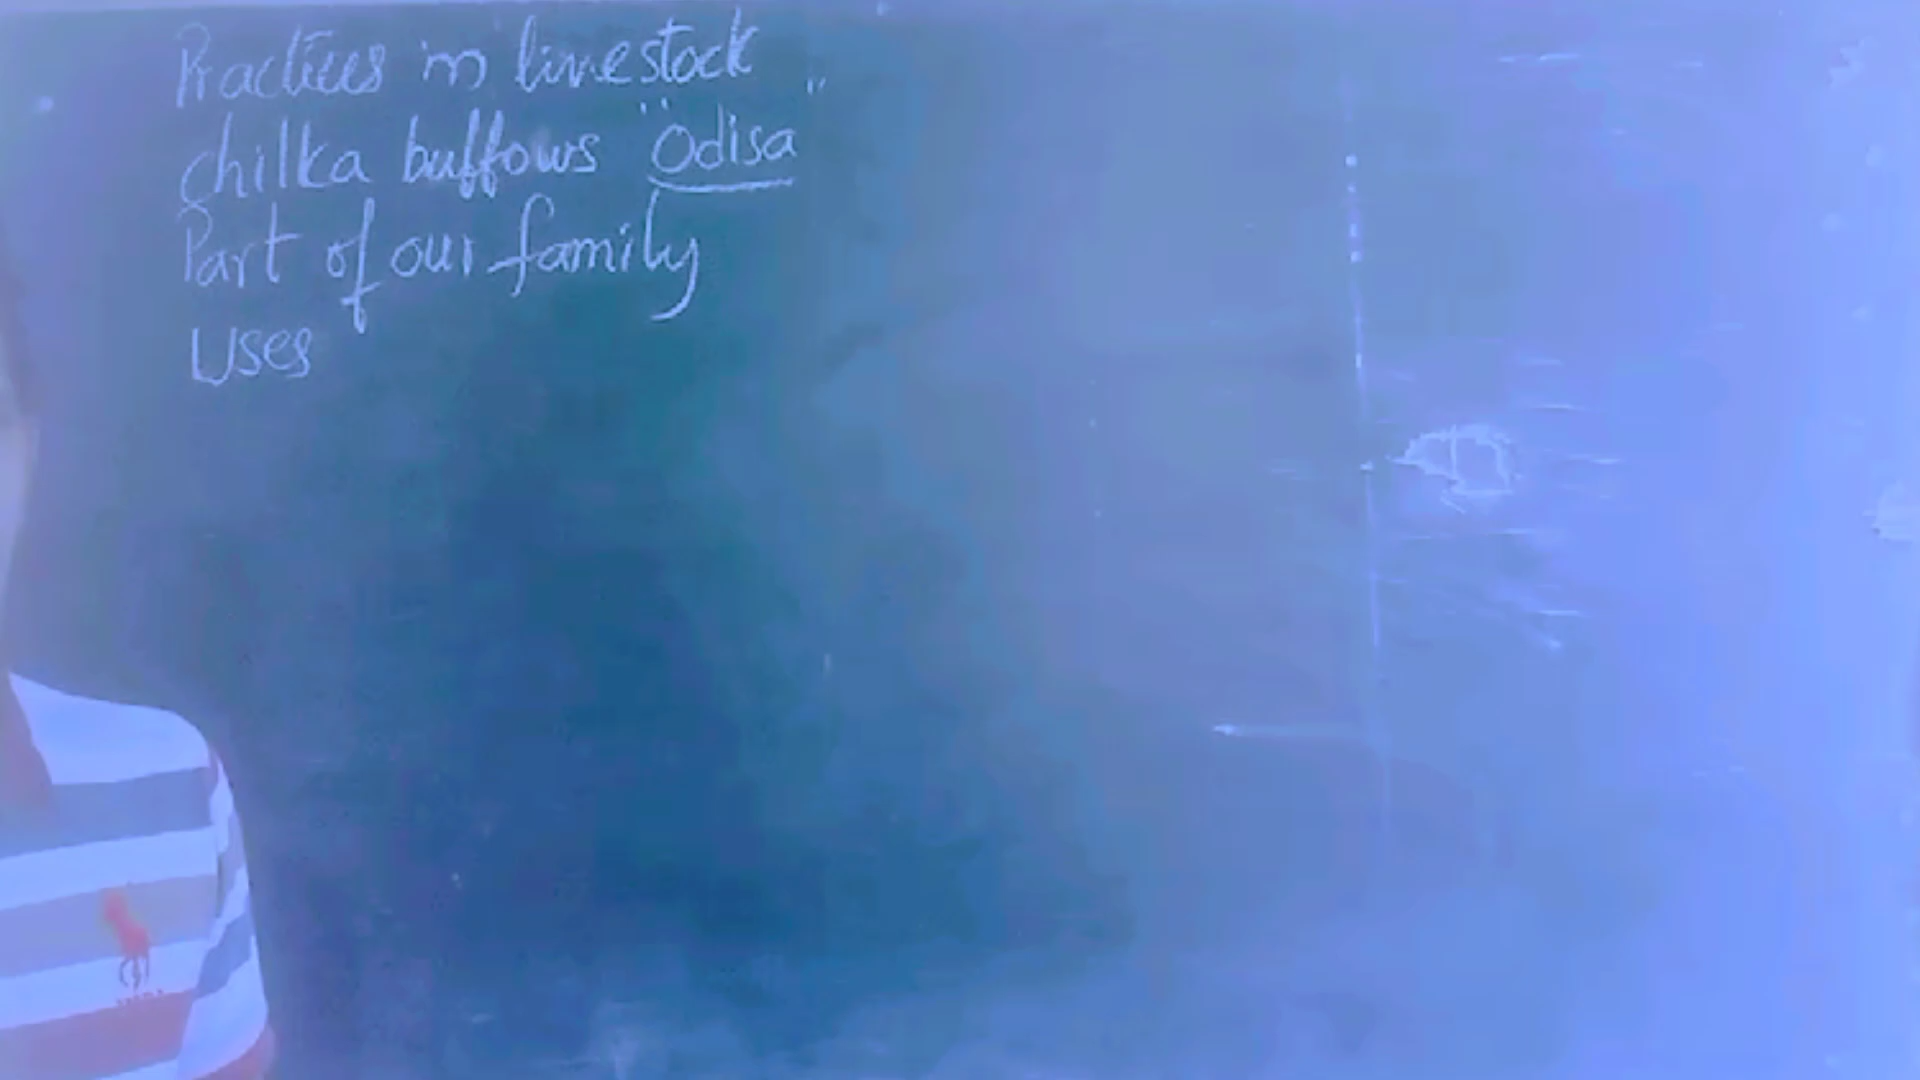 Practices in livestock
chilka buffows "Odisa"
Part of our family
Uses